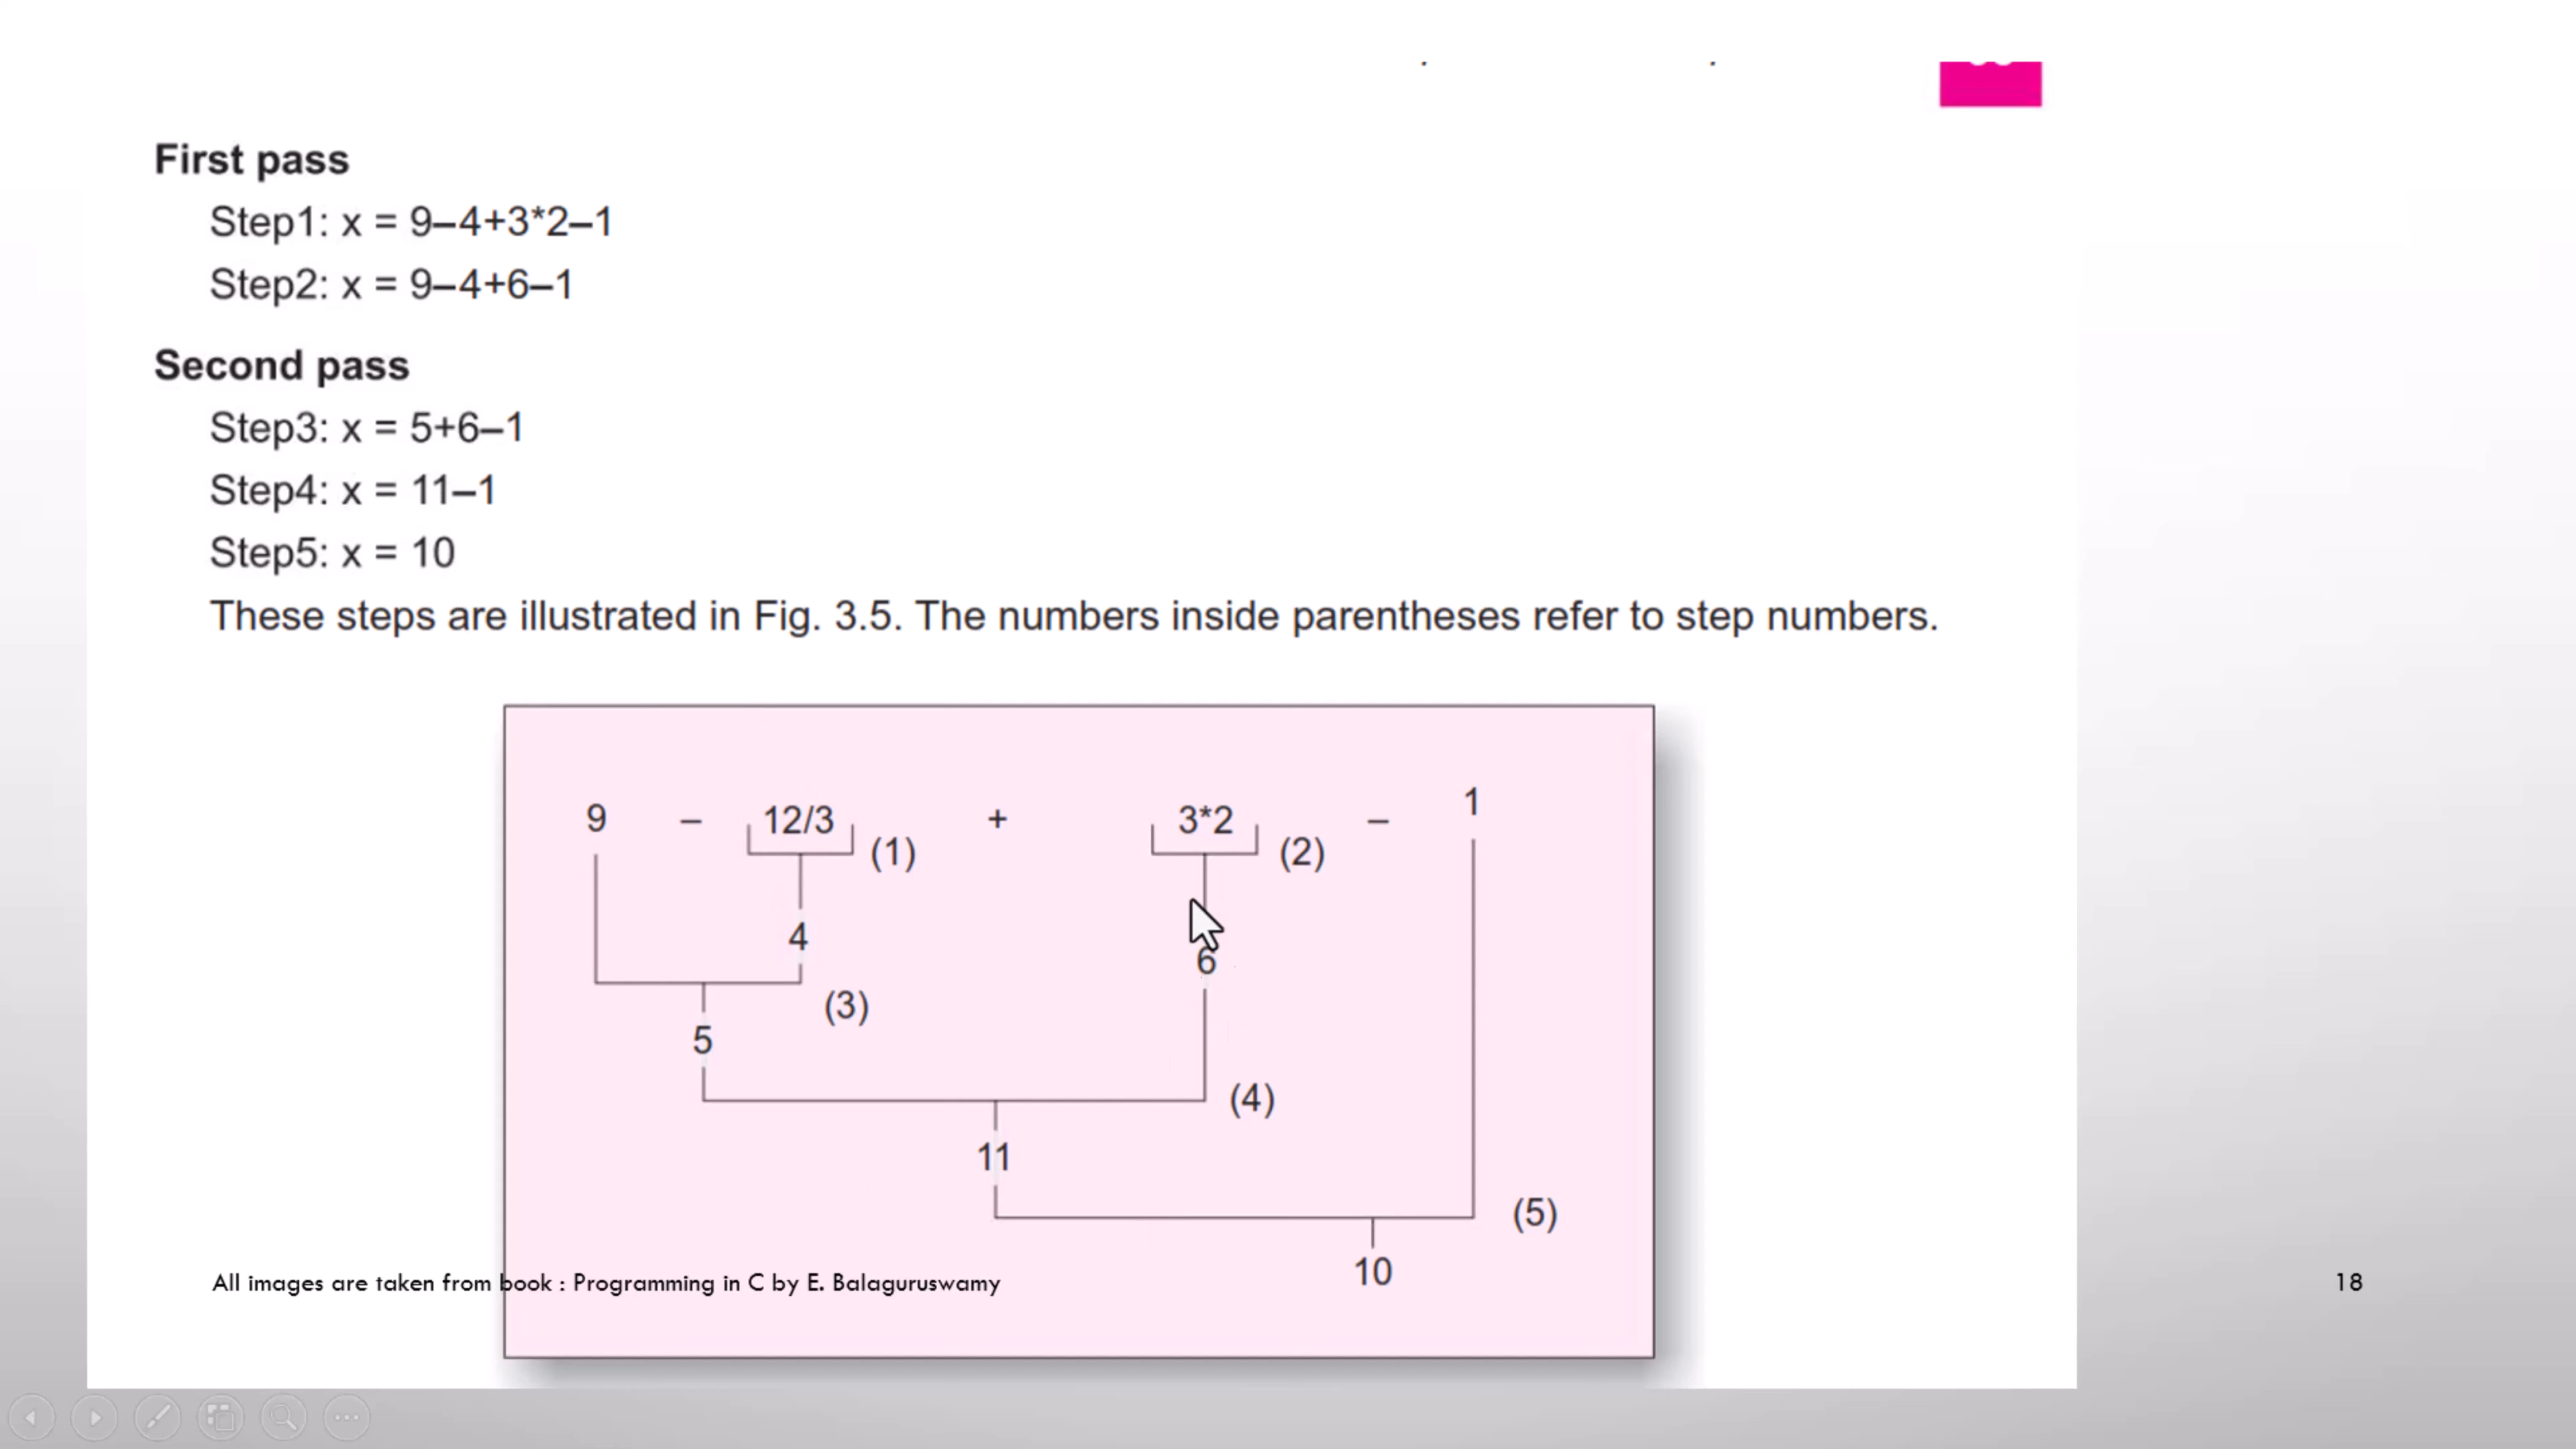 First pass
Step1: x = 9–4+3*2–1
Step2: x = 9–4+6–1
Second pass
Step3: x = 5+6–1
Step4: x = 11–1
Step5: x = 10
These steps are illustrated in Fig. 3.5. The numbers inside parentheses refer to step numbers.
9 – 12/3 + 3*2 – 1
(1) (2)
4
6
(3)
5
(4)
11
(5)
10
All images are taken from book : Programming in C by E. Balaguruswamy
18